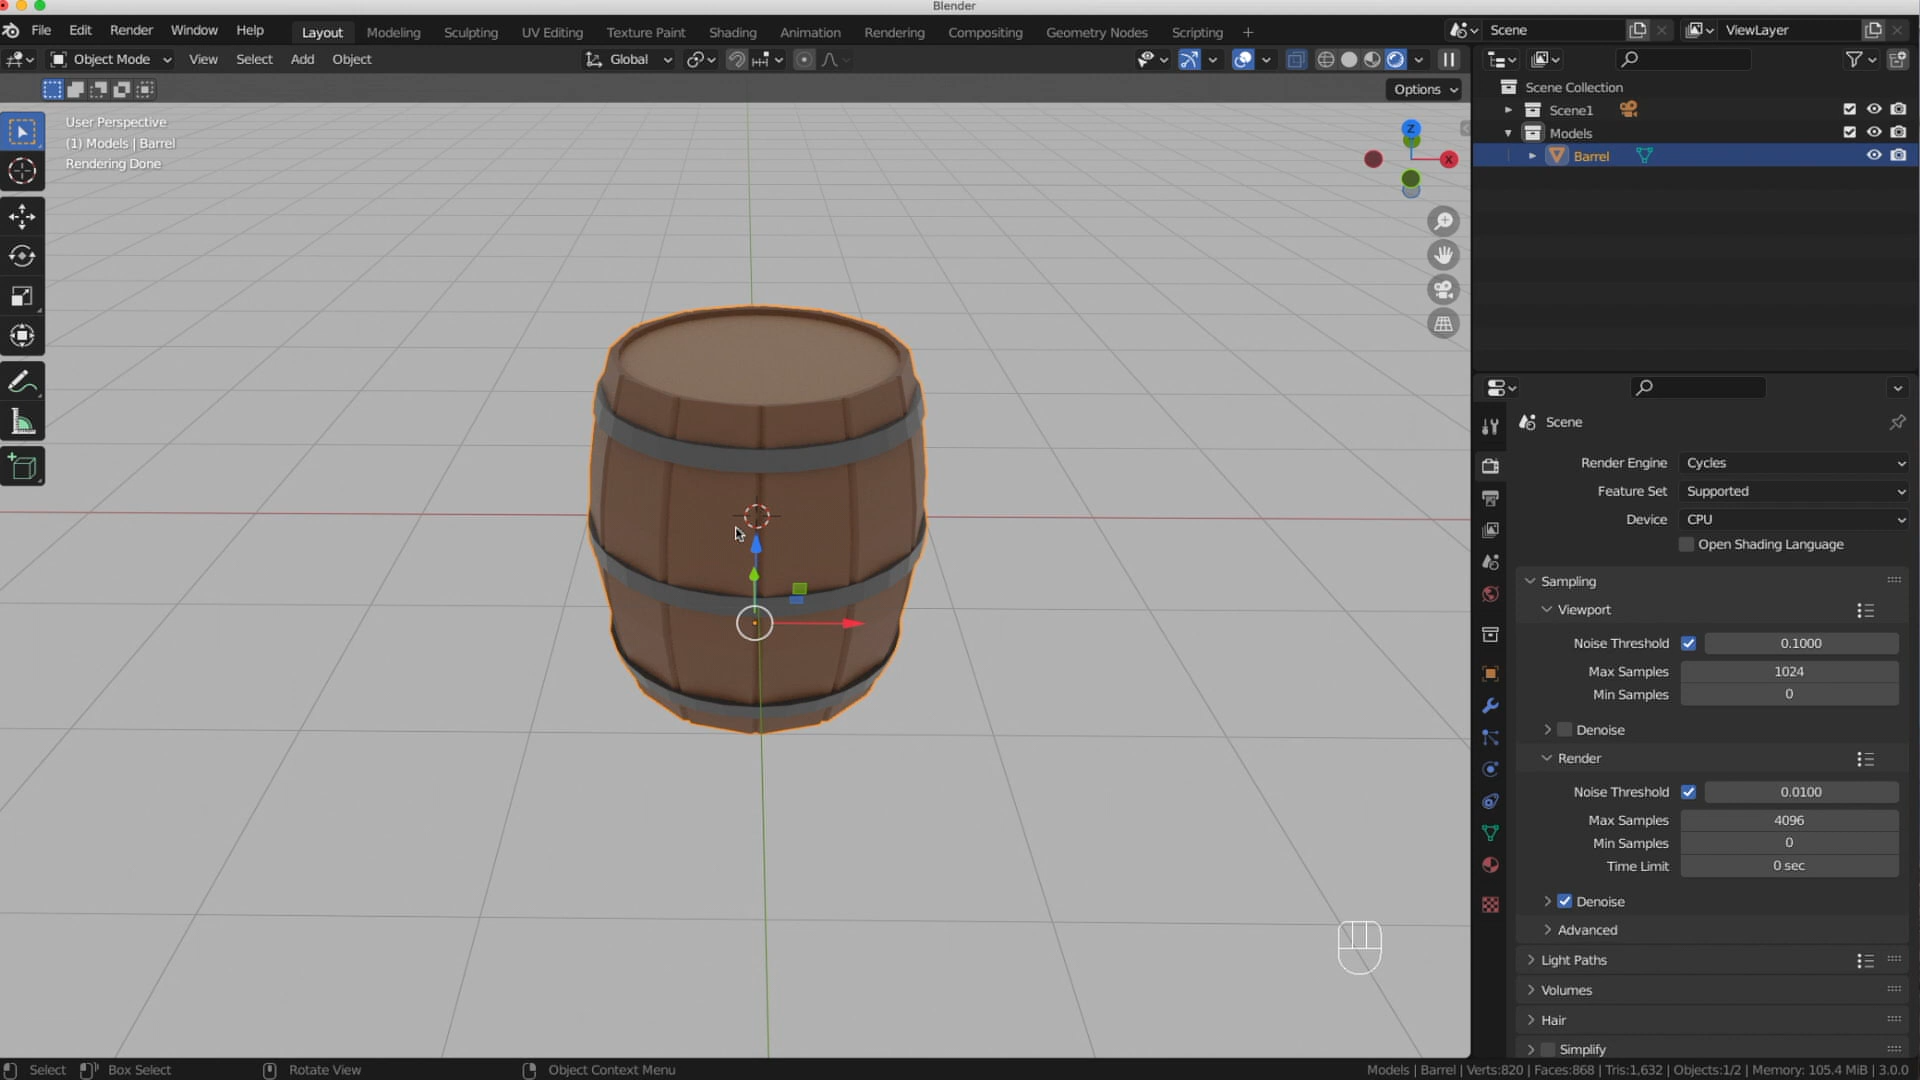 Blender
File Edit Render Window Help Layout Modeling Sculpting UV Editing Texture Paint Shading Animation Rendering Compositing Geometry Nodes Scripting + Scene ViewLayer
Object Mode View Select Add Object Global
Options
User Perspective
(1) Models | Barrel
Rendering Done
Z
X
Scene Collection
Scene1
Models
Barrel
Scene
Render Engine Cycles
Feature Set Supported
Device CPU
Open Shading Language
Sampling
Viewport
Noise Threshold 0.1000
Max Samples 1024
Min Samples 0
Denoise
Render
Noise Threshold 0.0100
Max Samples 4096
Min Samples 0
Time Limit 0 sec
Denoise
Advanced
Light Paths
Volumes
Hair
Simplify
Select Box Select Rotate View Object Context Menu Models | Barrel | Verts:820 | Faces:868 | Tris:1,632 | Objects:1/2 | Memory: 105.4 MiB | 3.0.0